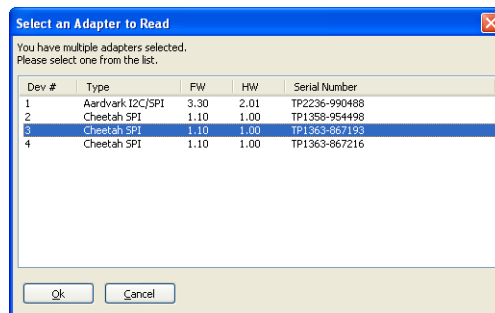 Select an Adapter to Read
You have multiple adapters selected.
Please select one from the list.
Dev # Type FW HW Serial Number
1 Aardvark I2C/SPI 3.30 2.01 TP2236-990488
2 Cheetah SPI 1.10 1.00 TP1358-954498
3 Cheetah SPI 1.10 1.00 TP1363-867193
4 Cheetah SPI 1.10 1.00 TP1363-867216
Ok Cancel